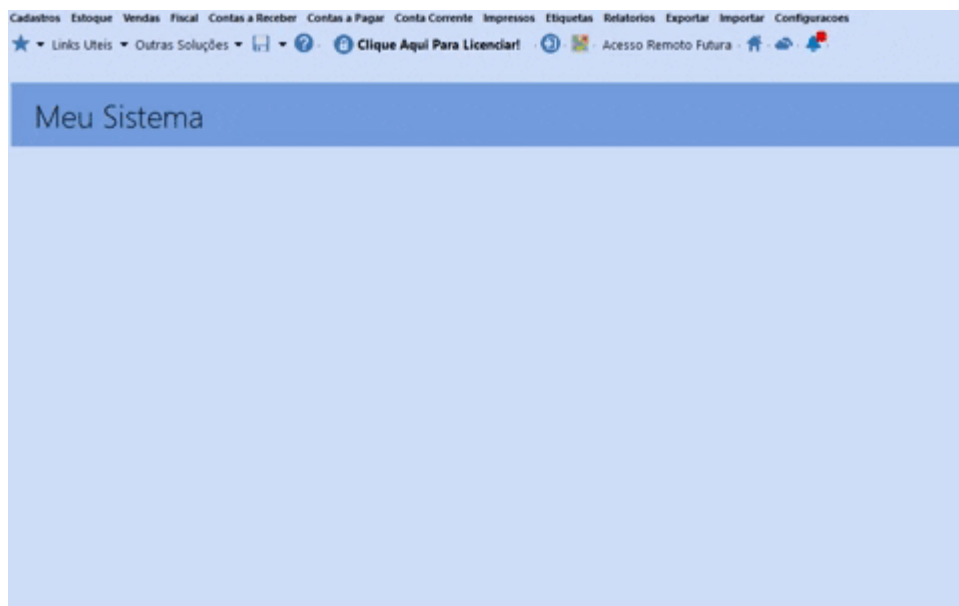 Cadastros Estoque Vendas Fiscal Contas a Receber Contas a Pagar Conta Corrente Impressos Etiquetas Relatorios Exportar Importar Configuracoes
Links Uteis Outras Soluções Clique Aqui Para Licenciar! Acesso Remoto Futura
Meu Sistema